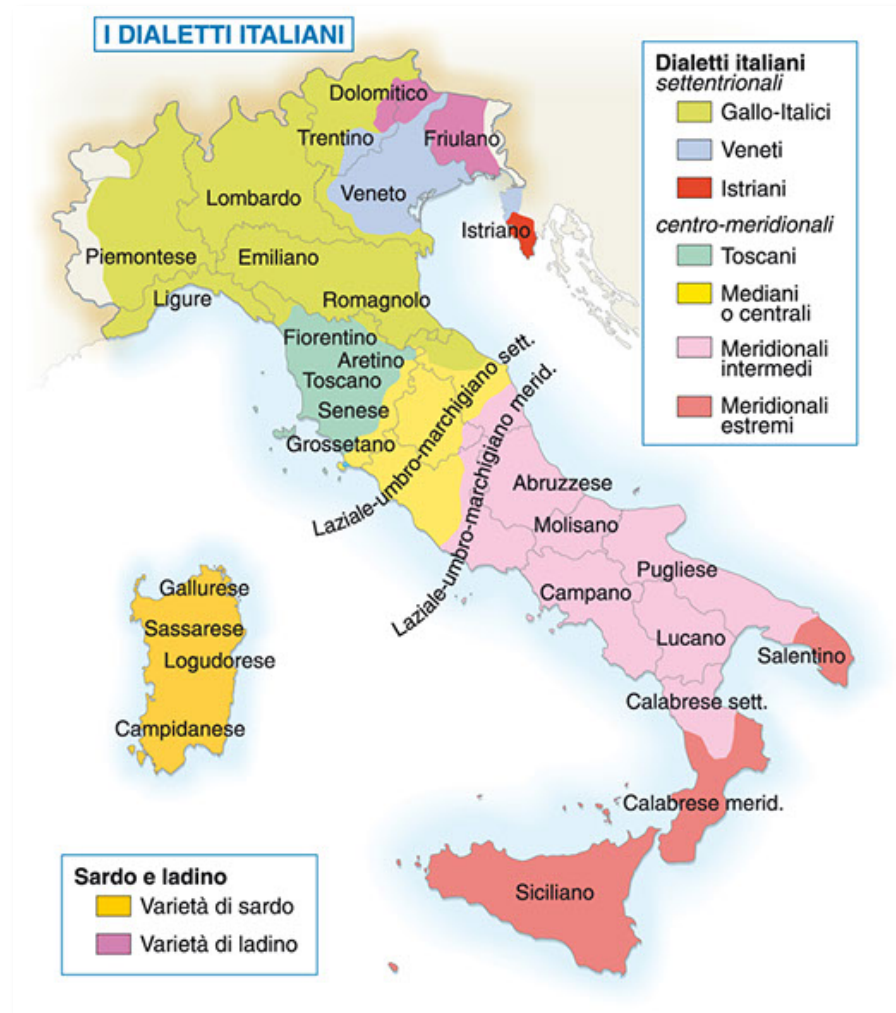 I DIALETTI ITALIANI
Dialetti italiani
settentrionali
Gallo-Italici
Veneti
Istriani
centro-meridionali
Toscani
Mediani
o centrali
Meridionali
intermedi
Meridionali
estremi
Dolomitico
Trentino
Friulano
Lombardo
Veneto
Istriano
Piemontese
Emiliano
Ligure
Romagnolo
Fiorentino
Aretino
Toscano
Senese
Grossetano
Laziale-umbro-marchigiano sett.
Laziale-umbro-marchigiano merid.
Abruzzese
Molisano
Pugliese
Campano
Lucano
Salentino
Gallurese
Sassarese
Logudorese
Campidanese
Calabrese sett.
Calabrese merid.
Siciliano
Sardo e ladino
Varietà di sardo
Varietà di ladino